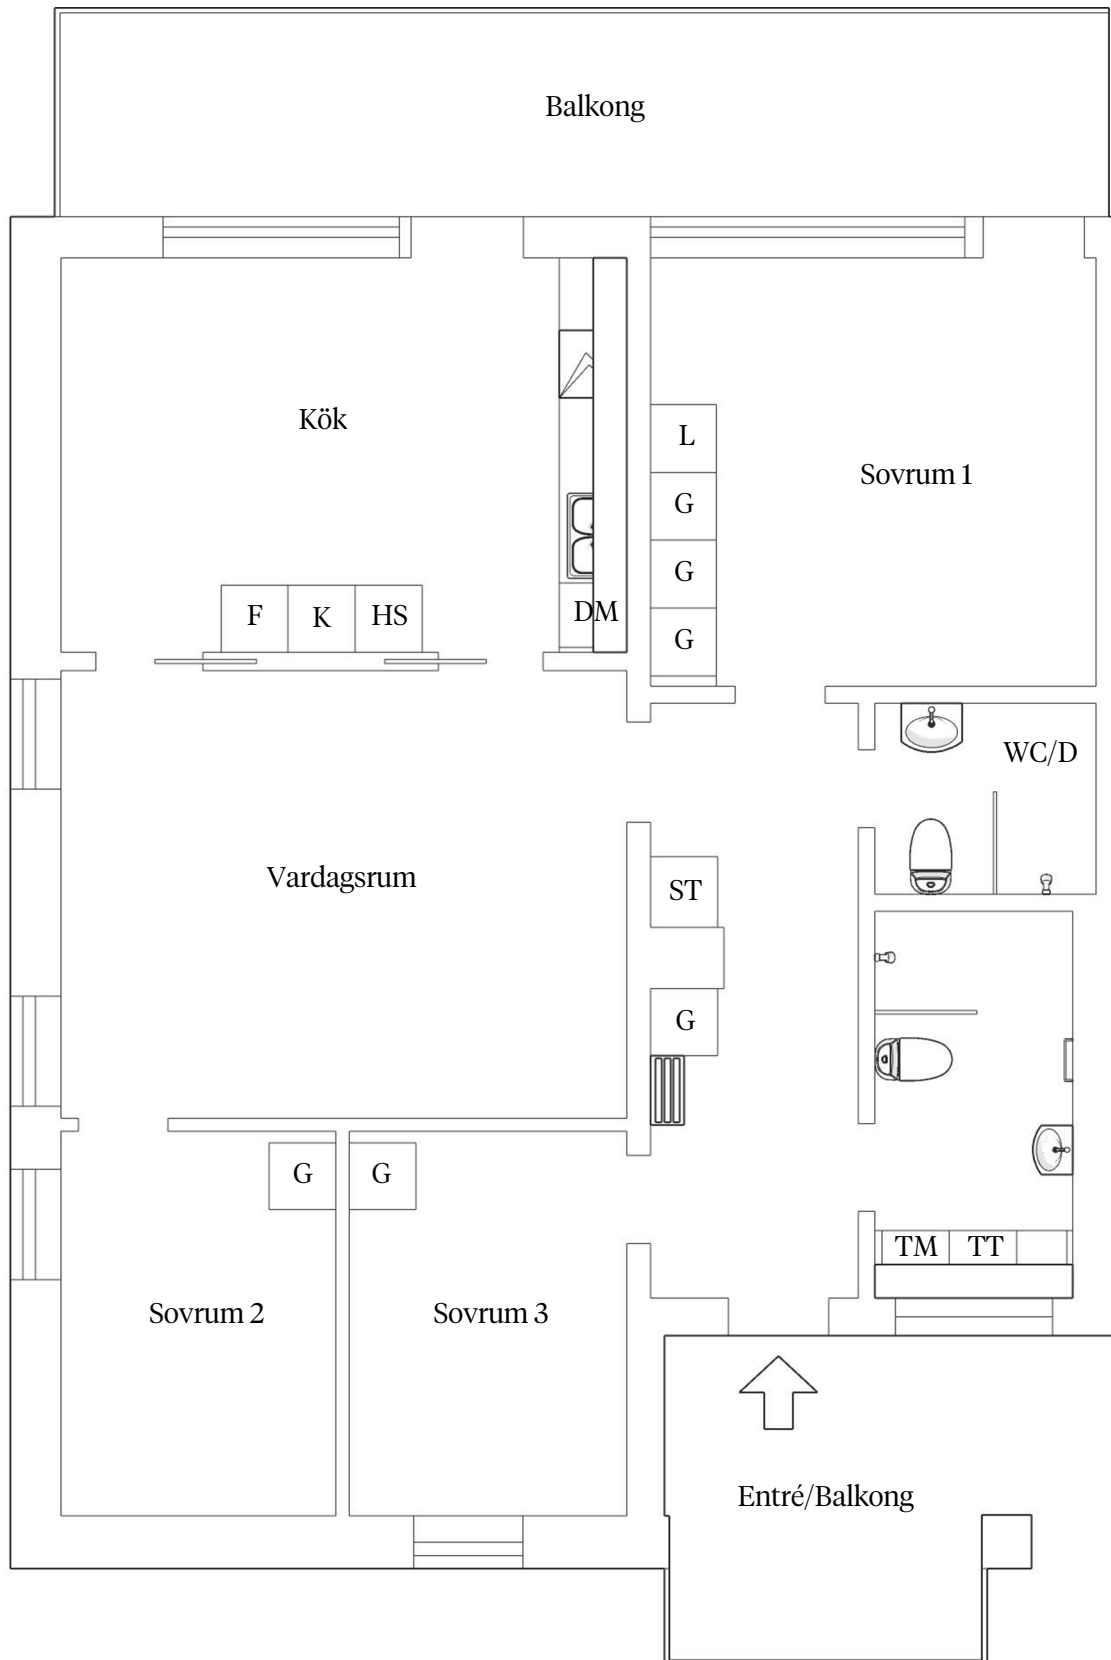 Balkong
Kök
L
Sovrum 1
G
G
F
K
HS
DM
G
WC/D
Vardagsrum
ST
G
G
G
TM
TT
Sovrum 2
Sovrum 3
Entré/Balkong